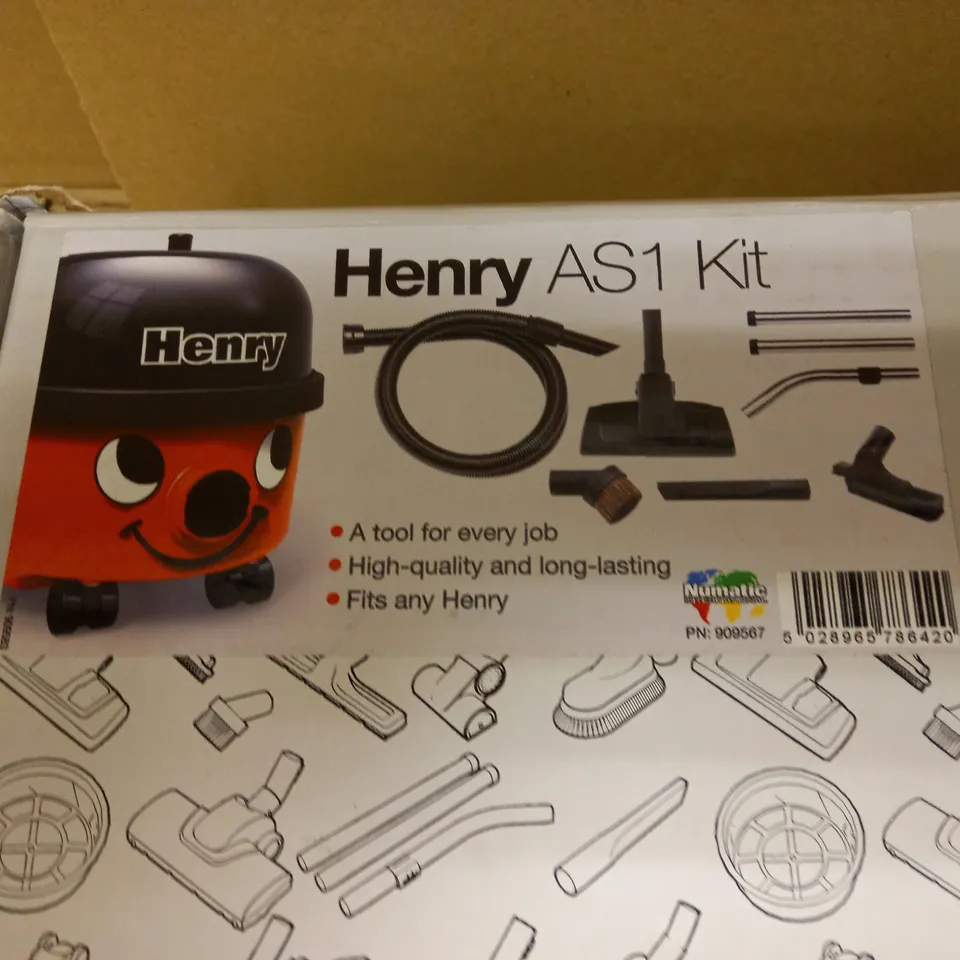 Henry AS1 Kit
Henry
• A tool for every job
• High-quality and long-lasting
• Fits any Henry
Numatic
PN: 909567
5 028965 786420